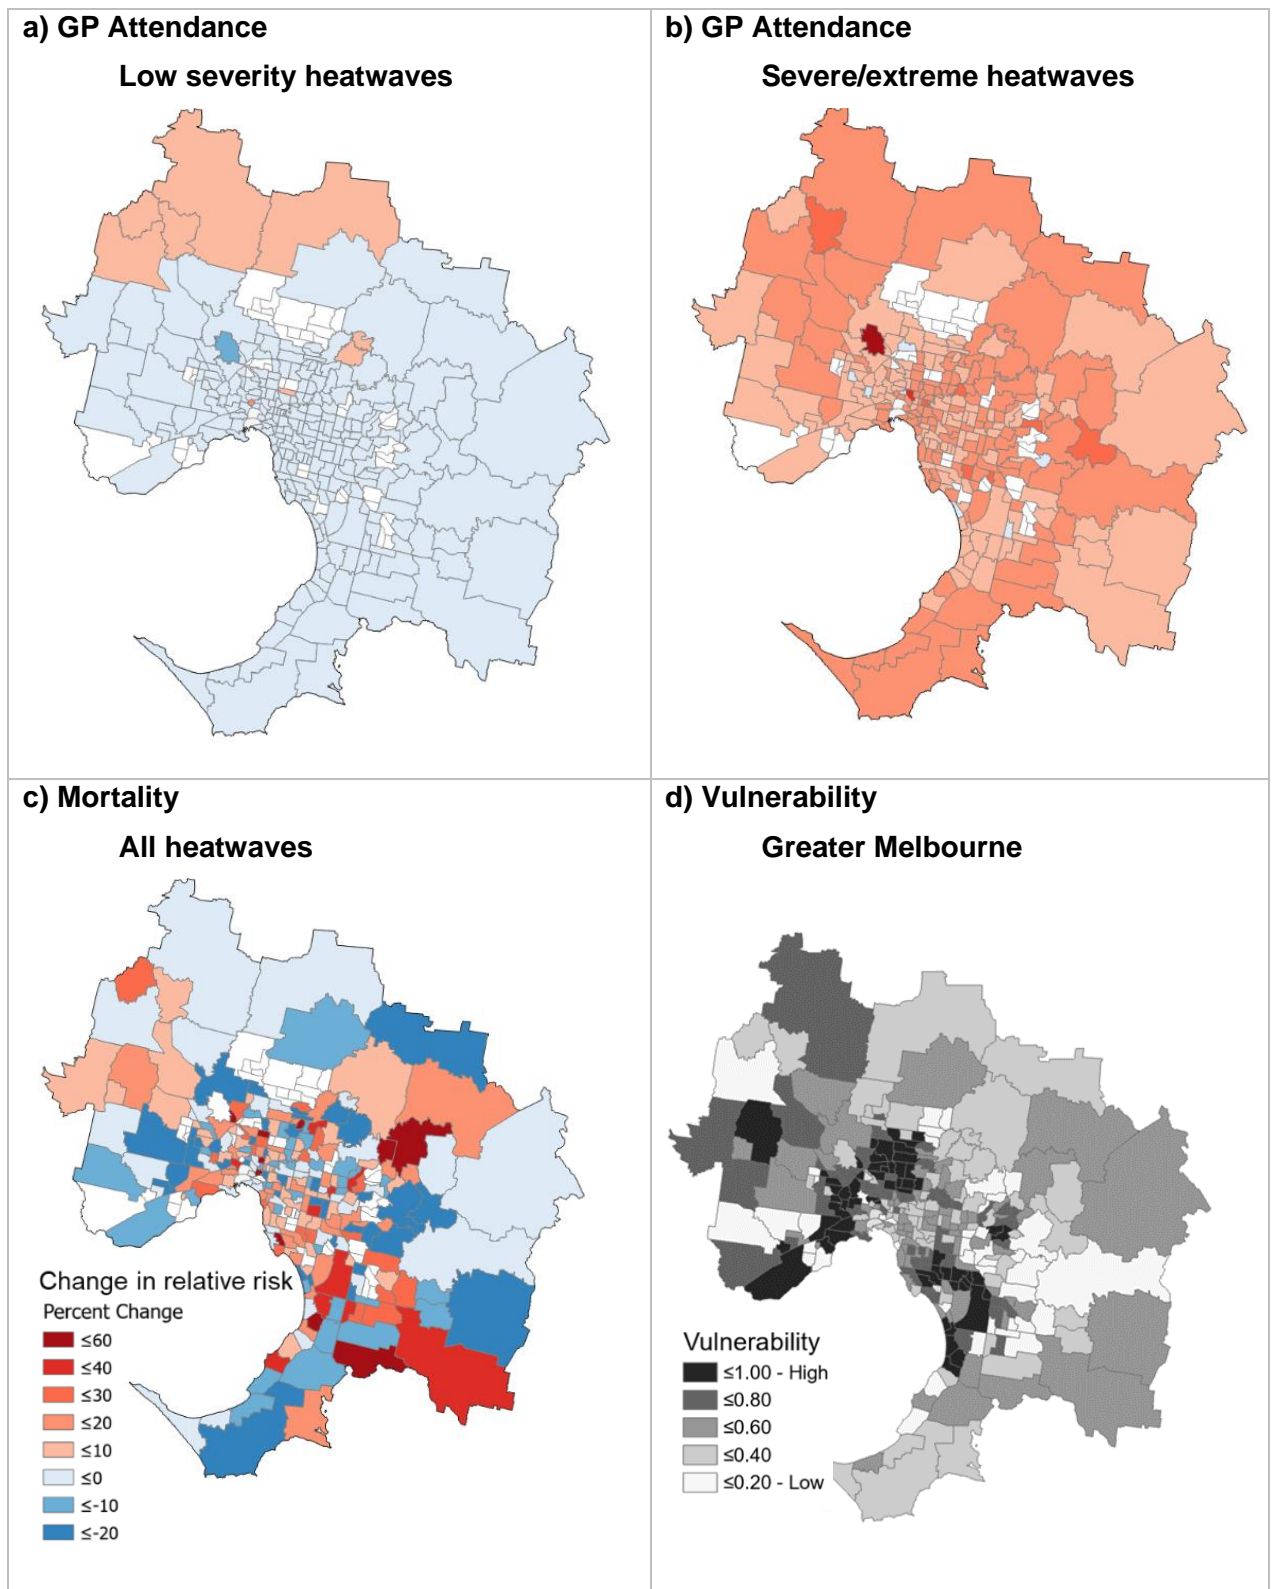 a) GP Attendance
Low severity heatwaves
b) GP Attendance
Severe/extreme heatwaves
c) Mortality
All heatwaves
Change in relative risk
Percent Change
≤60
≤40
≤30
≤20
≤10
≤0
≤-10
≤-20
d) Vulnerability
Greater Melbourne
Vulnerability
≤1.00 - High
≤0.80
≤0.60
≤0.40
≤0.20 - Low